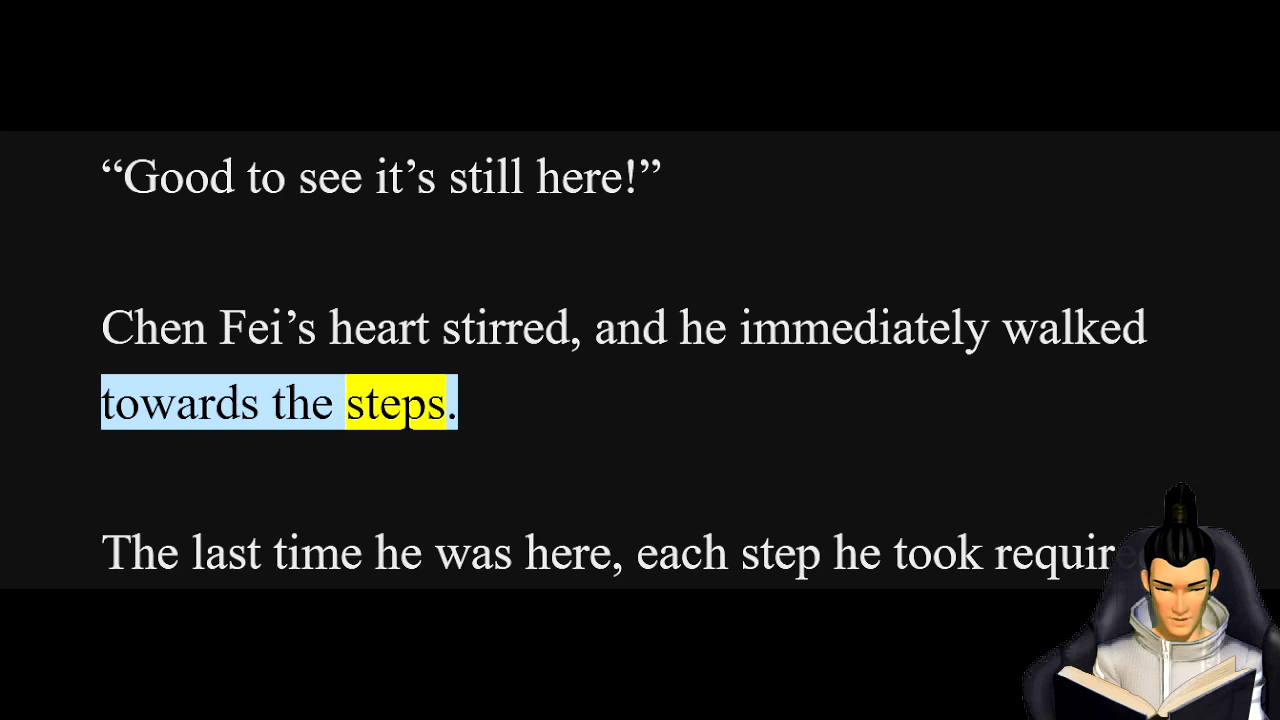 “Good to see it’s still here!”
Chen Fei’s heart stirred, and he immediately walked
towards the steps.
The last time he was here, each step he took require